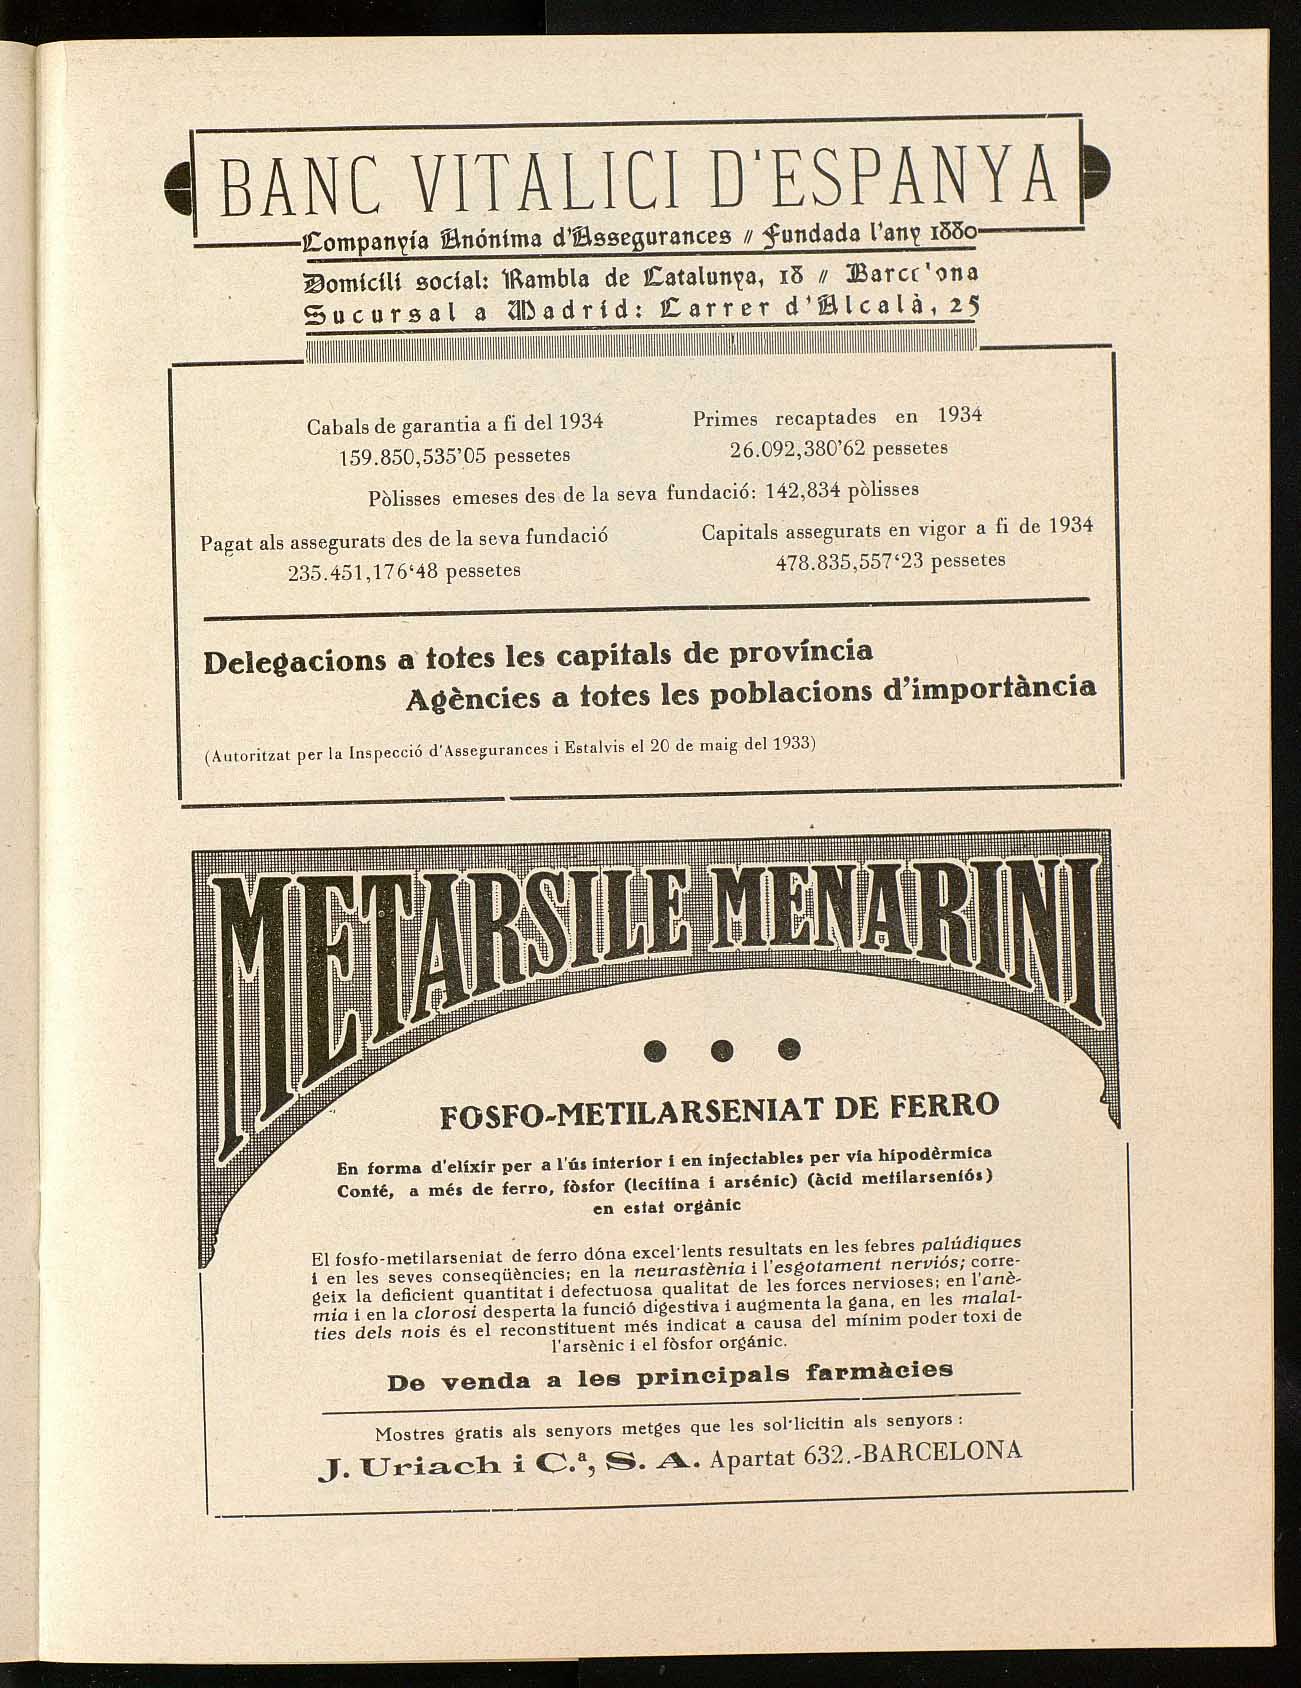 BANC VITALICI D'ESPANYA
Companyía Anónima d'Assegurances // Fundada l'any 1880
Domicili social: Rambla de Catalunya, 18 // Barce'ona
Sucursal a Madrid: Carrer d'Alcalà, 25
Cabals de garantia a fi del 1934
159.850,535'05 pessetes
Primes recaptades en 1934
26.092,380'62 pessetes
Pòlisses emeses des de la seva fundació: 142,834 pòlisses
Pagat als assegurats des de la seva fundació
235.451,176'48 pessetes
Capitals assegurats en vigor a fi de 1934
478.835,557'23 pessetes
Delegacions a totes les capitals de província
Agències a totes les poblacions d'importància
(Autoritzat per la Inspecció d'Assegurances i Estalvis el 20 de maig del 1933)
METARSILE MENARINI
FOSFO-METILARSENIAT DE FERRO
En forma d'elíxir per a l'ús interior i en injectables per via hipodèrmica
Conté, a més de ferro, fòsfor (lecitina i arsénic) (àcid metilarseniós)
en estat orgànic
El fosfo-metilarseniat de ferro dóna excel·lents resultats en les febres palúdiques
i en les seves conseqüències; en la neurastènia i l'esgotament nerviós; corre-
geix la deficient quantitat i defectuosa qualitat de les forces nervioses; en l'anè-
mia i en la clorosi desperta la funció digestiva i augmenta la gana, en les malal-
ties dels nois és el reconstituent més indicat a causa del mínim poder toxi de
l'arsènic i el fòsfor orgánic.
De venda a les principals farmàcies
Mostres gratis als senyors metges que les sol·licitin als senyors :
J. Uriach i C.ª, S. A. Apartat 632.-BARCELONA